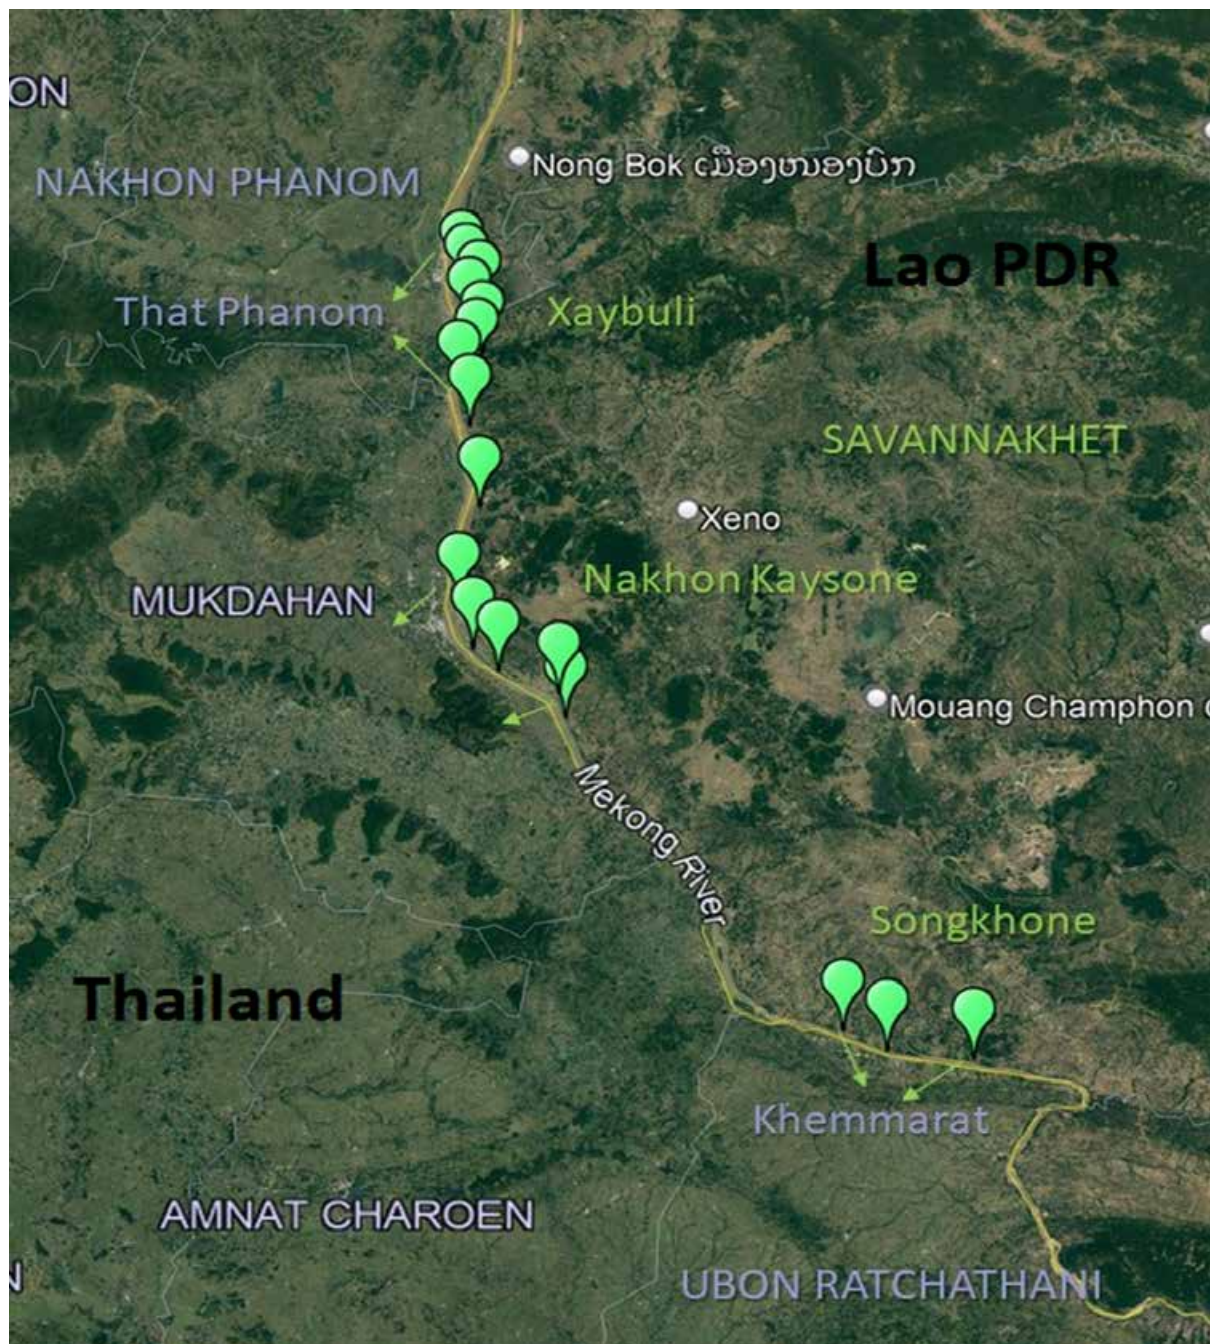 ON
NAKHON PHANOM
Nong Bok ເມືອງໜອງບົກ
Lao PDR
That Phanom
Xaybuli
SAVANNAKHET
Xeno
Nakhon Kaysone
MUKDAHAN
Mouang Champhon
Mekong River
Songkhone
Thailand
Khemmarat
AMNAT CHAROEN
UBON RATCHATHANI